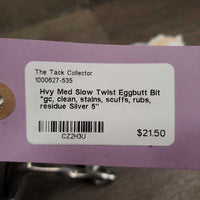 The Tack Collector
1000627-535
Hvy Med Slow Twist Eggbutt Bit
*gc, clean, stains, scuffs, rubs,
residue Silver 5"
CZ2H3U
$21.50